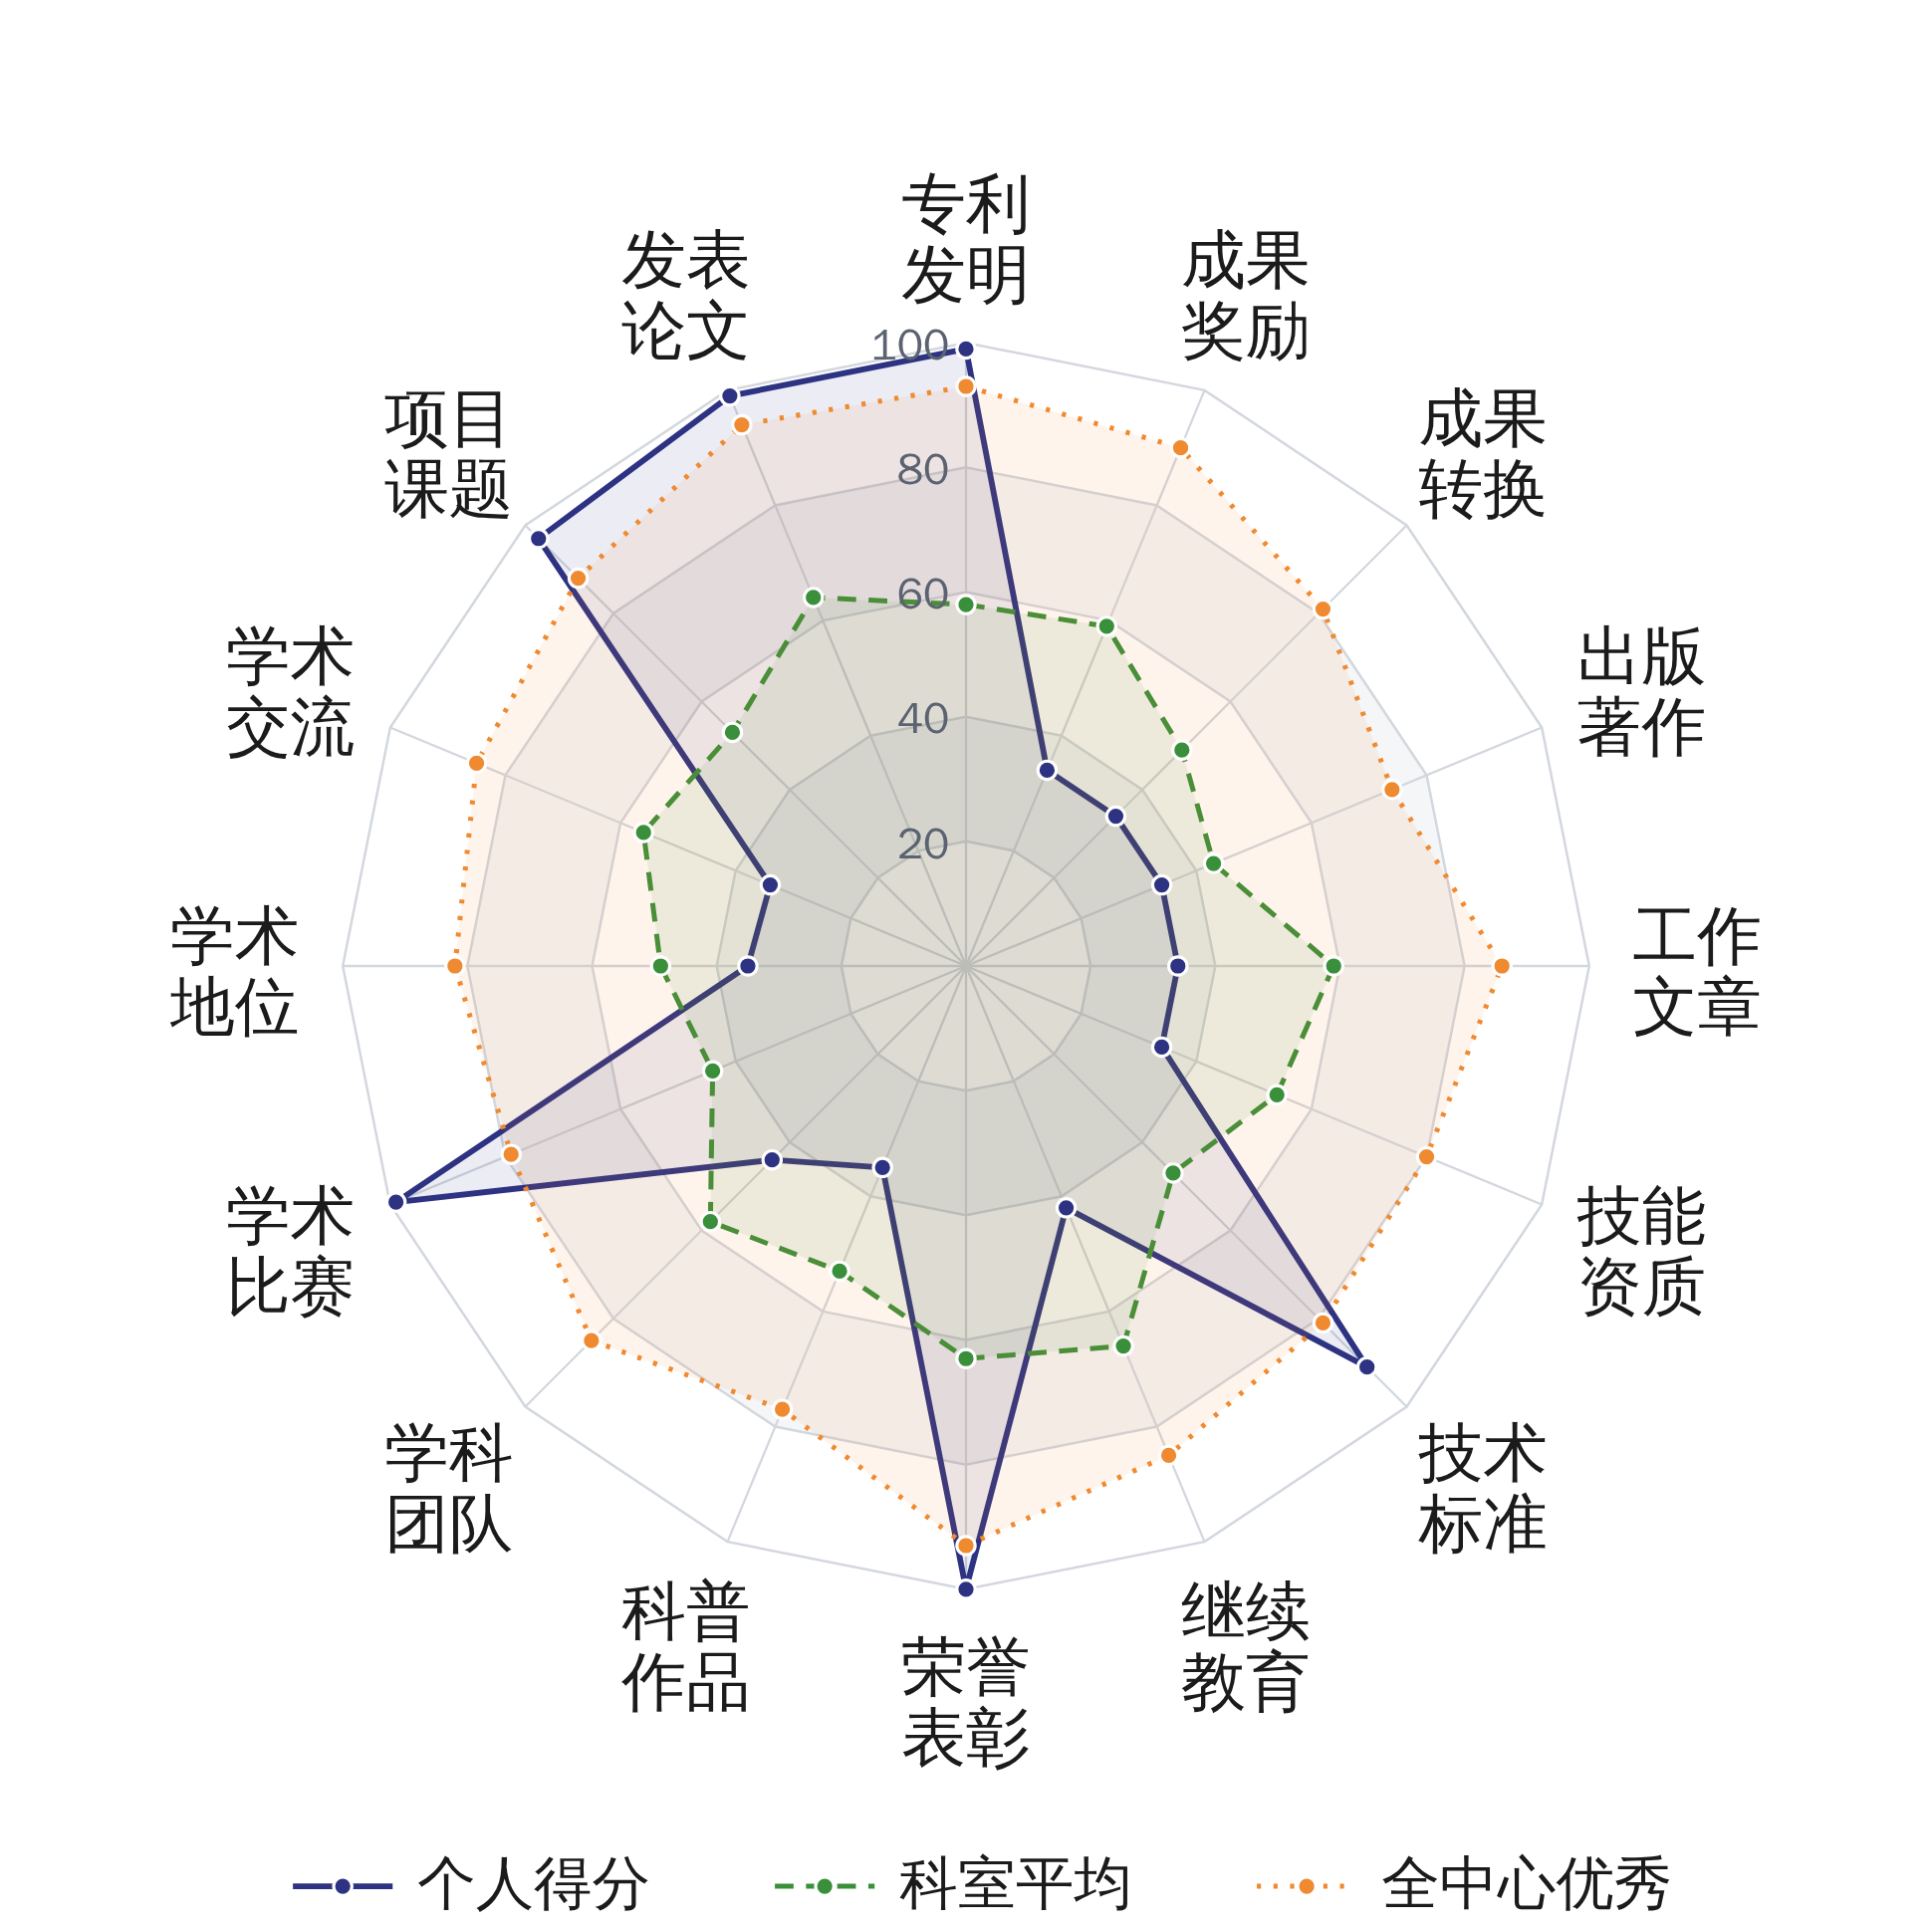 专利
发明
成果
奖励
成果
转换
出版
著作
工作
文章
技能
资质
技术
标准
继续
教育
荣誉
表彰
科普
作品
学科
团队
学术
比赛
学术
地位
学术
交流
项目
课题
发表
论文
100
80
60
40
20
个人得分
科室平均
全中心优秀